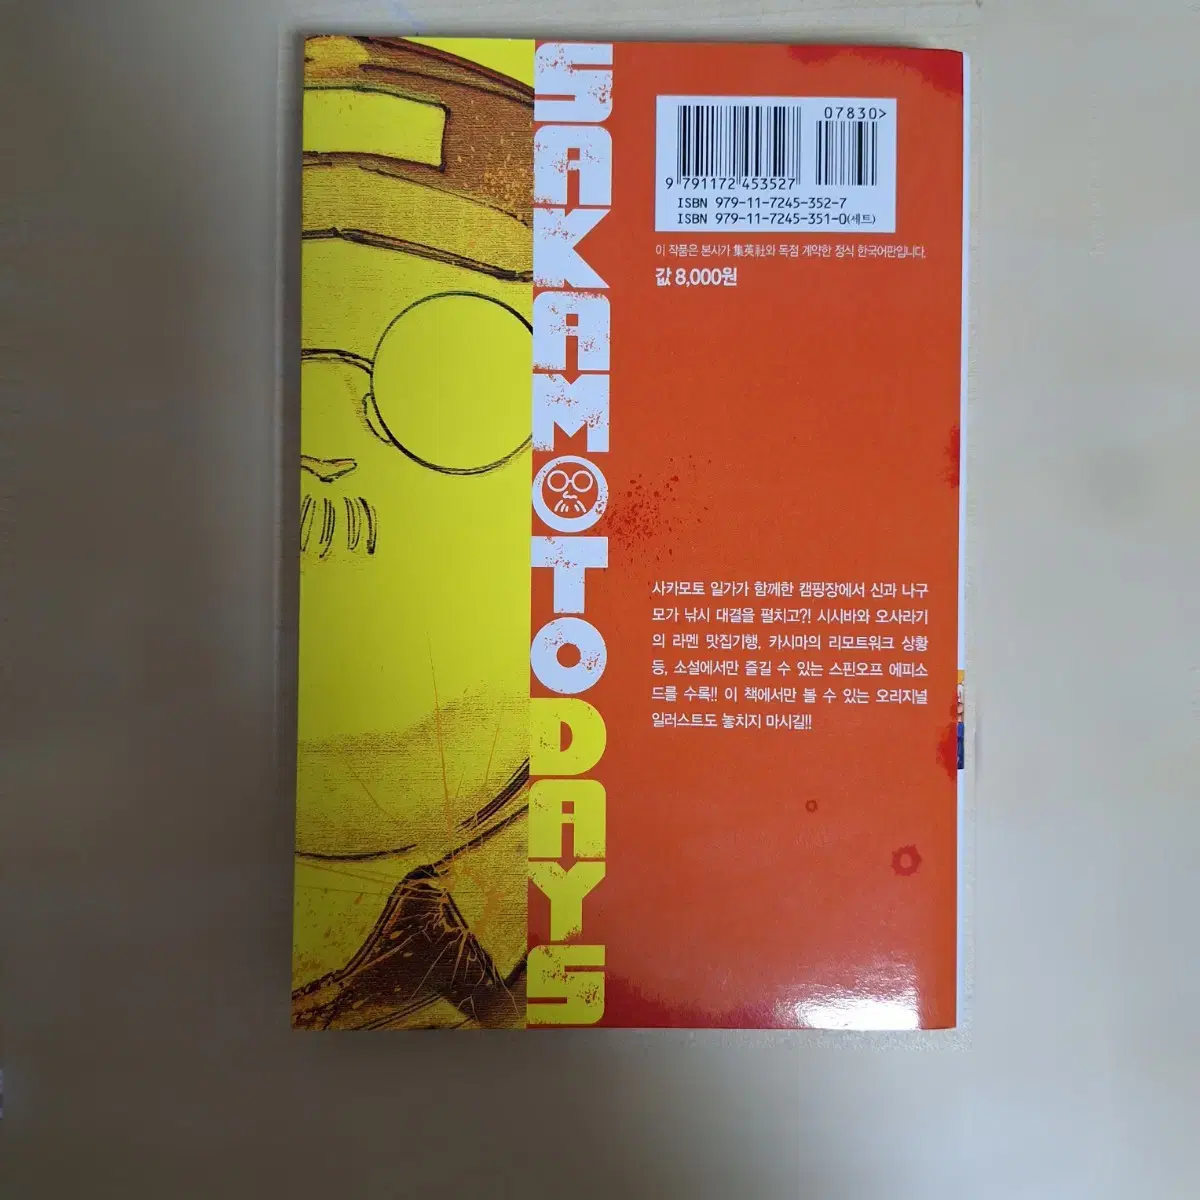 SAKAMOTO DAYS
07830>
9 791172 453527
ISBN 979-11-7245-352-7
ISBN 979-11-7245-351-0(세트)
이 작품은 본사가 集英社와 독점 계약한 정식 한국어판입니다.
값 8,000원
사카모토 일가가 함께한 캠핑장에서 신과 나구
모가 낚시 대결을 펼치고?! 시시바와 오사라기
의 라멘 맛집기행, 카시마의 리모트워크 상황
등, 소설에서만 즐길 수 있는 스핀오프 에피소
드를 수록!! 이 책에서만 볼 수 있는 오리지널
일러스트도 놓치지 마시길!!